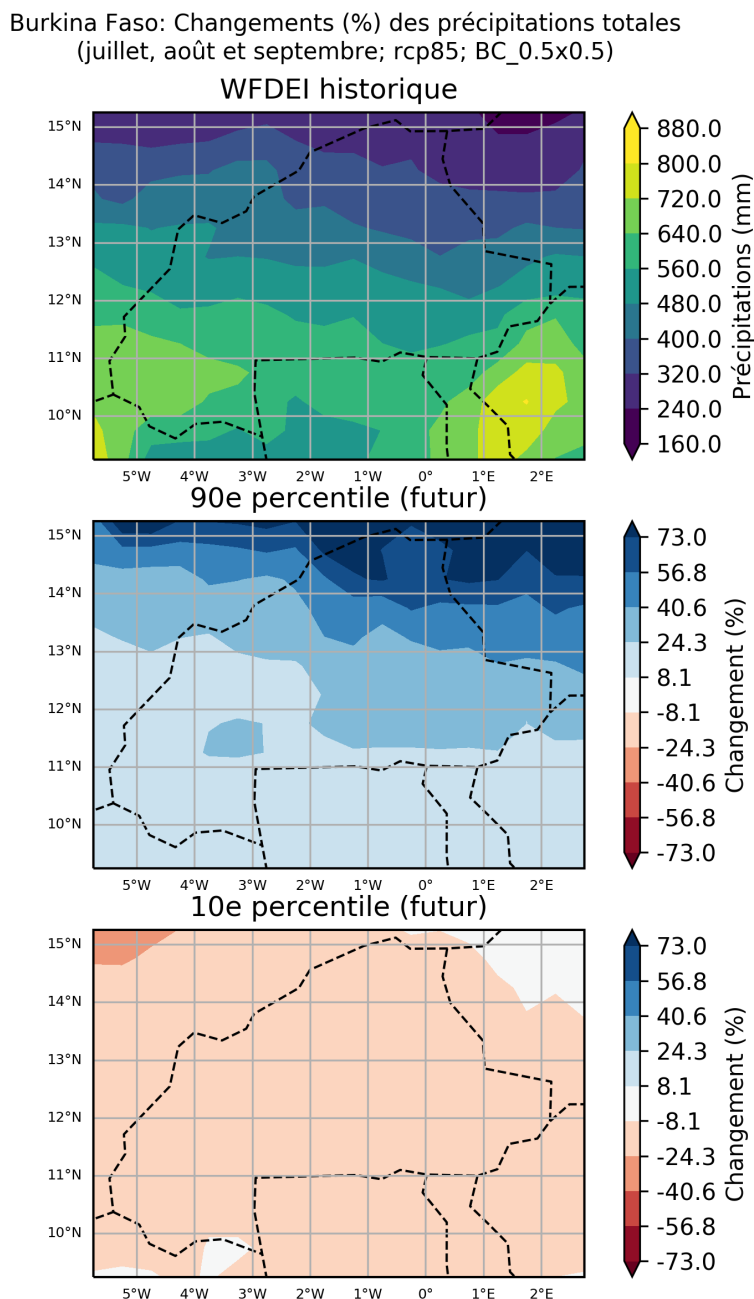 Burkina Faso: Changements (%) des précipitations totales
(juillet, août et septembre; rcp85; BC_0.5x0.5)
WFDEI historique
15°N
14°N
13°N
12°N
11°N
10°N
5°W 4°W 3°W 2°W 1°W 0° 1°E 2°E
880.0
800.0
720.0
640.0
560.0
480.0
400.0
320.0
240.0
160.0
Précipitations (mm)
90e percentile (futur)
15°N
14°N
13°N
12°N
11°N
10°N
5°W 4°W 3°W 2°W 1°W 0° 1°E 2°E
73.0
56.8
40.6
24.3
8.1
-8.1
-24.3
-40.6
-56.8
-73.0
Changement (%)
10e percentile (futur)
15°N
14°N
13°N
12°N
11°N
10°N
5°W 4°W 3°W 2°W 1°W 0° 1°E 2°E
73.0
56.8
40.6
24.3
8.1
-8.1
-24.3
-40.6
-56.8
-73.0
Changement (%)